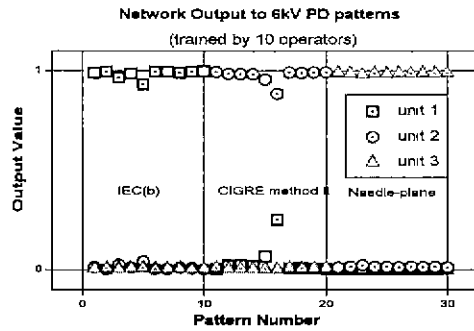 Network Output to 6kV PD patterns
(trained by 10 operators)
Output Value
1
0
unit 1
unit 2
unit 3
IEC(b)
CIGRE method II
Needle-plane
0
10
20
30
Pattern Number